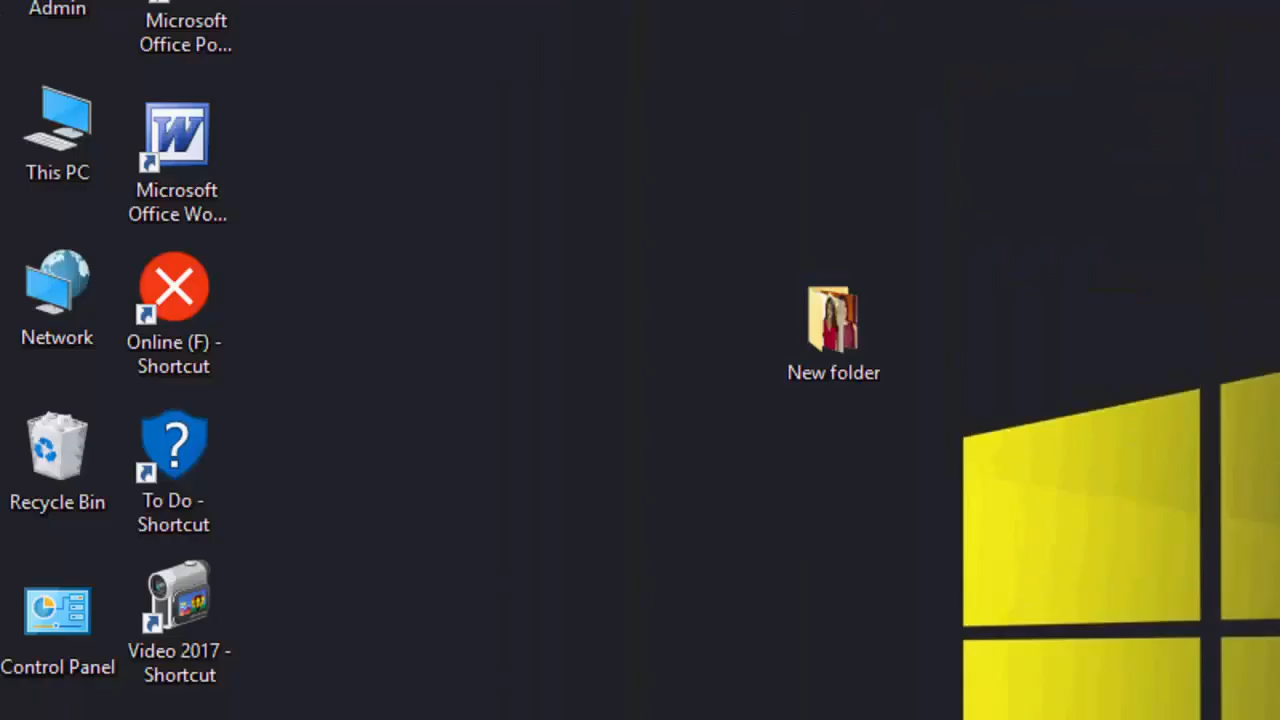 Admin
Microsoft
Office Po...
This PC
Microsoft
Office Wo...
Network
Online (F) -
Shortcut
New folder
Recycle Bin
To Do -
Shortcut
Control Panel
Video 2017 -
Shortcut